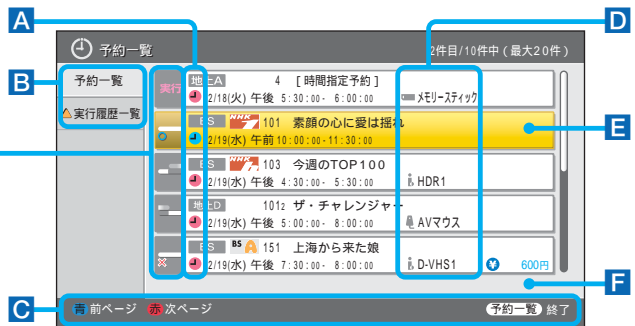 A
D
予約一覧
2件目/10件中(最大20件)
B
予約一覧
実行履歴一覧
実行
地上A 4 [時間指定予約]
2/18(火) 午後 5:30:00- 6:00:00 メモリースティック
BS NHK 101 素顔の心に愛は揺れ
2/19(水) 午前10:00:00-11:30:00
E
BS NHK 103 今週のTOP100
2/19(水) 午後 4:30:00- 5:30:00 HDR1
地上D 1012 ザ・チャレンジャー
2/19(水) 午後 5:00:00- 8:00:00 AVマウス
BS BS 151 上海から来た娘
2/19(水) 午後 7:30:00- 8:00:00 D-VHS1 ¥ 600円
F
C
青 前ページ 赤 次ページ
予約一覧 終了